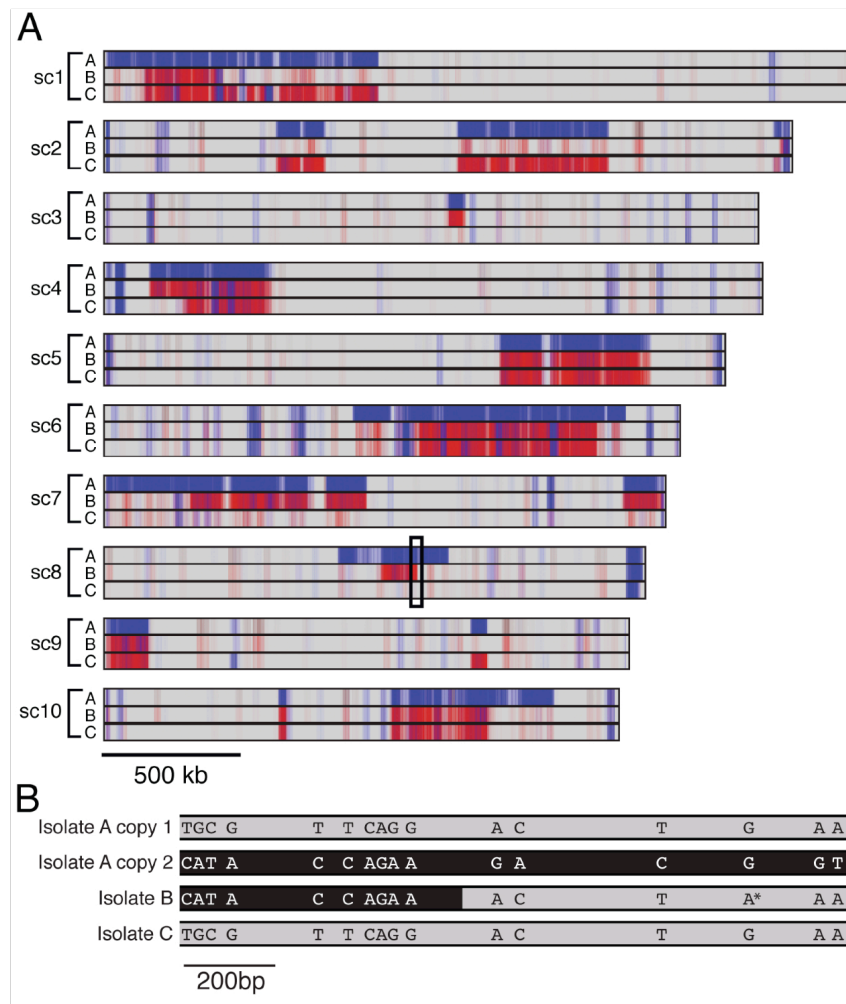 A
sc1 A B C
sc2 A B C
sc3 A B C
sc4 A B C
sc5 A B C
sc6 A B C
sc7 A B C
sc8 A B C
sc9 A B C
sc10 A B C
500 kb
B
Isolate A copy 1 TGC G T T CAG G A C T G A A
Isolate A copy 2 CAT A C C AGA A G A C G G T
Isolate B CAT A C C AGA A A C T A* A A
Isolate C TGC G T T CAG G A C T G A A
200bp